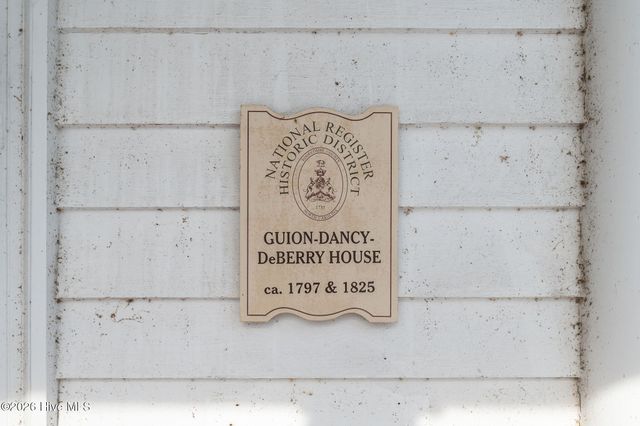 NATIONAL REGISTER
HISTORIC DISTRICT
GUION-DANCY-
DeBERRY HOUSE
ca. 1797 & 1825
©2026 Hive MLS